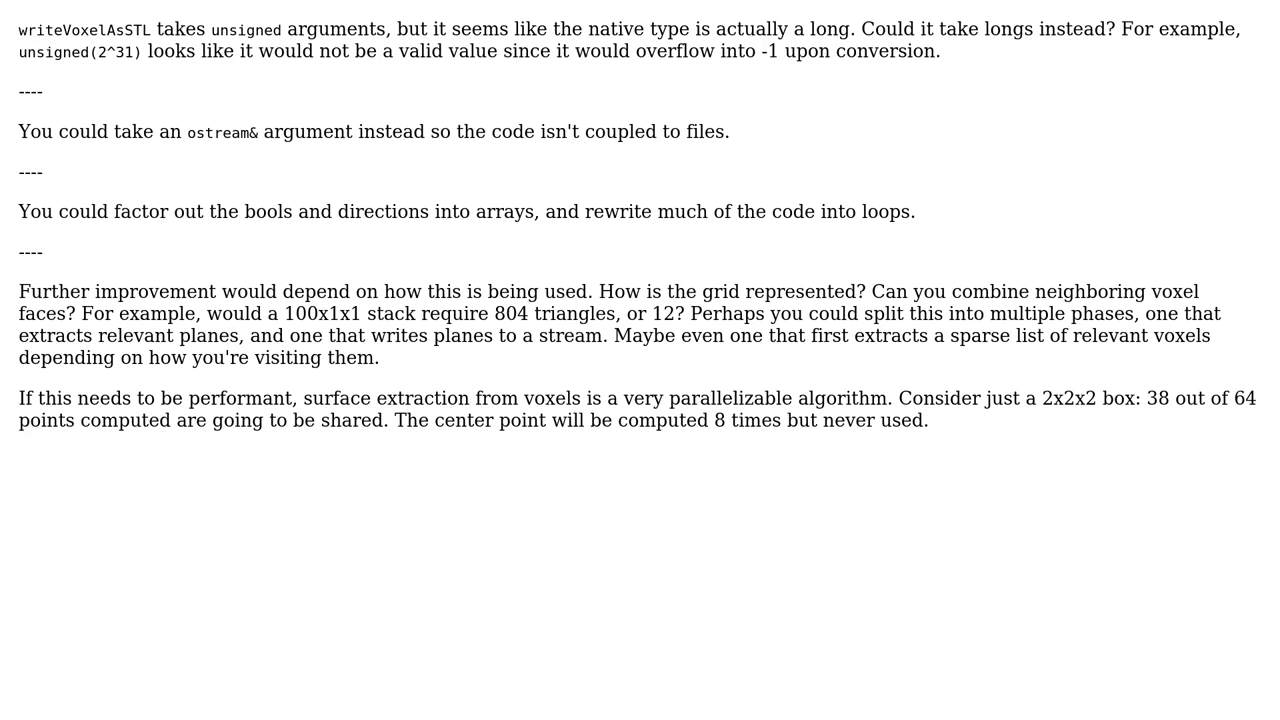 writeVoxelAsSTL takes unsigned arguments, but it seems like the native type is actually a long. Could it take longs instead? For example,
unsigned(2^31) looks like it would not be a valid value since it would overflow into -1 upon conversion.
----
You could take an ostream& argument instead so the code isn't coupled to files.
----
You could factor out the bools and directions into arrays, and rewrite much of the code into loops.
----
Further improvement would depend on how this is being used. How is the grid represented? Can you combine neighboring voxel
faces? For example, would a 100x1x1 stack require 804 triangles, or 12? Perhaps you could split this into multiple phases, one that
extracts relevant planes, and one that writes planes to a stream. Maybe even one that first extracts a sparse list of relevant voxels
depending on how you're visiting them.
If this needs to be performant, surface extraction from voxels is a very parallelizable algorithm. Consider just a 2x2x2 box: 38 out of 64
points computed are going to be shared. The center point will be computed 8 times but never used.